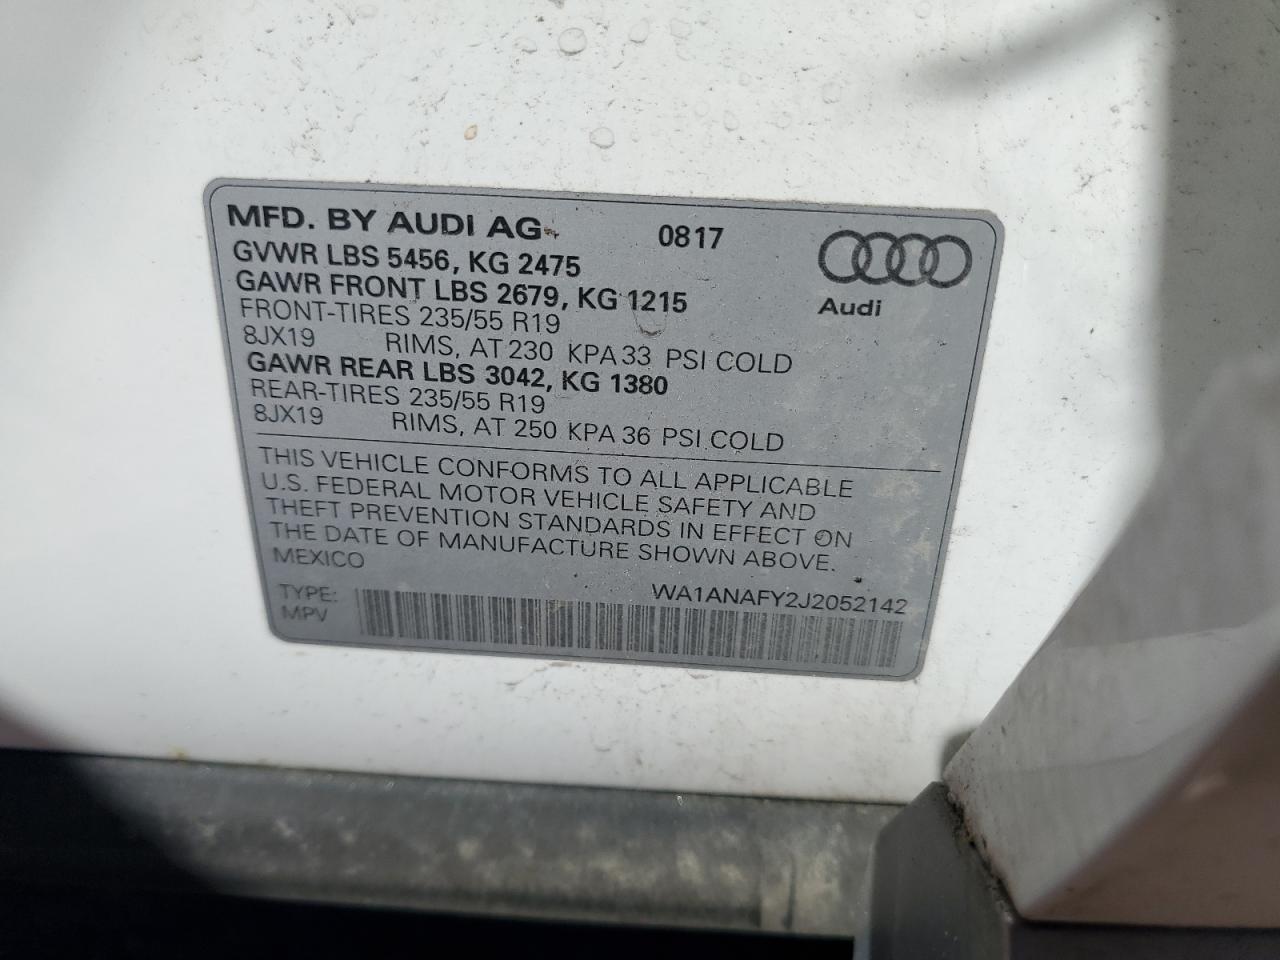 MFD. BY AUDI AG 0817
GVWR LBS 5456, KG 2475
GAWR FRONT LBS 2679, KG 1215
Audi
FRONT-TIRES 235/55 R19
8JX19 RIMS, AT 230 KPA 33 PSI COLD
GAWR REAR LBS 3042, KG 1380
REAR-TIRES 235/55 R19
8JX19 RIMS, AT 250 KPA 36 PSI COLD
THIS VEHICLE CONFORMS TO ALL APPLICABLE
U.S. FEDERAL MOTOR VEHICLE SAFETY AND
THEFT PREVENTION STANDARDS IN EFFECT ON
THE DATE OF MANUFACTURE SHOWN ABOVE.
MEXICO
TYPE: WA1ANAFY2J2052142
MPV